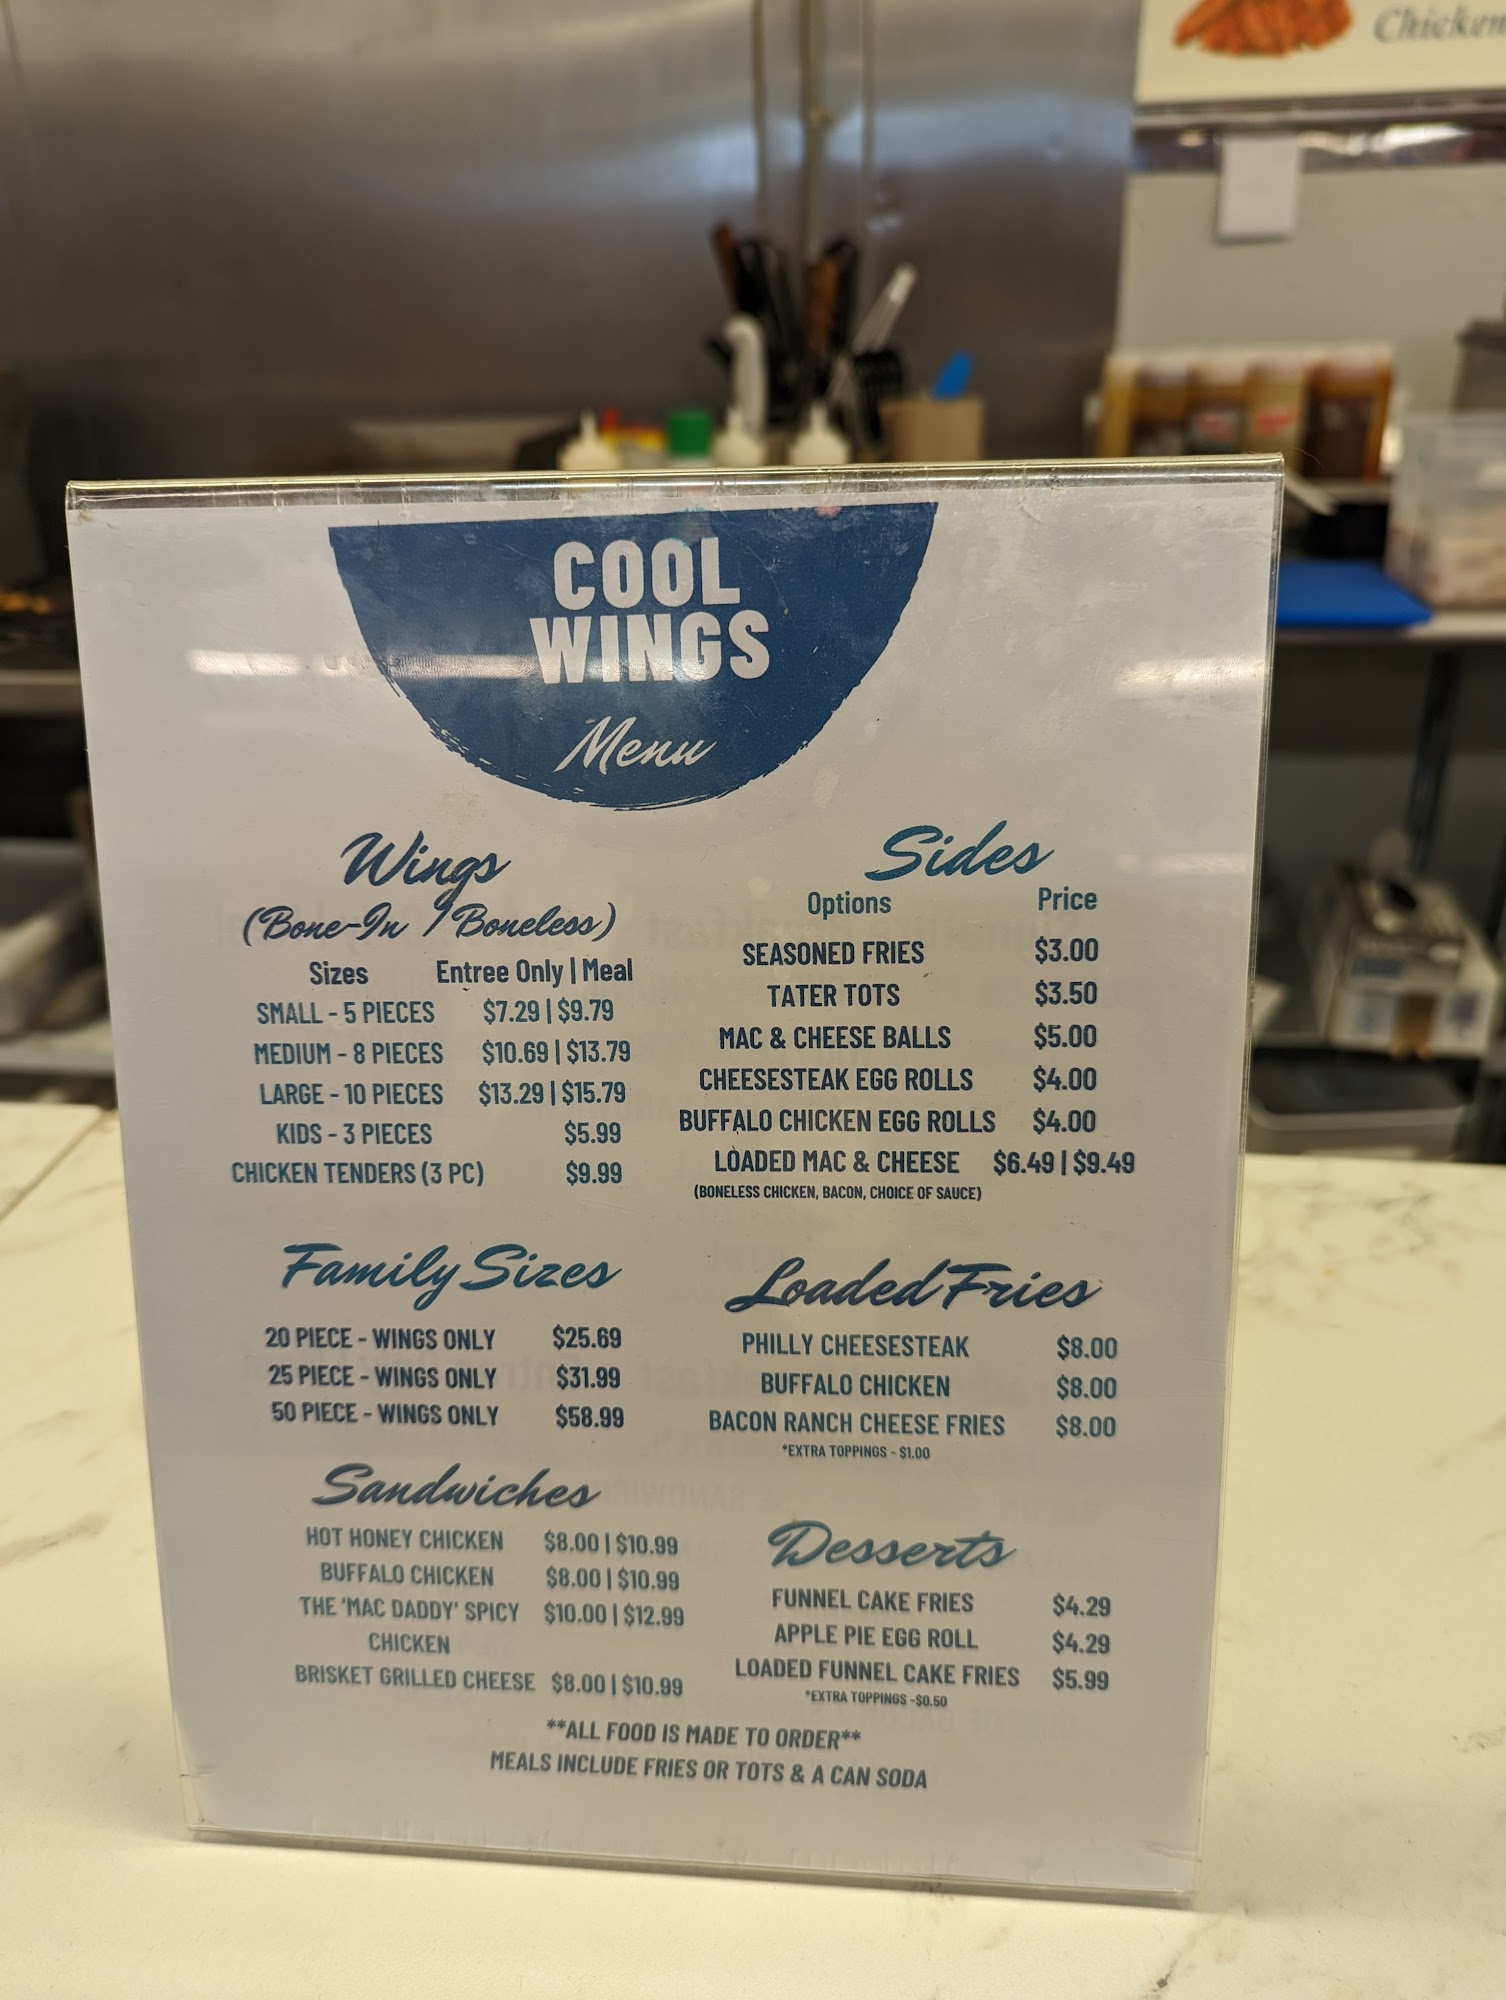 Chicken
COOL
WINGS
Menu
Wings
(Bone-In / Boneless)
Sizes Entree Only | Meal
SMALL - 5 PIECES $7.29 | $9.79
MEDIUM - 8 PIECES $10.69 | $13.79
LARGE - 10 PIECES $13.29 | $15.79
KIDS - 3 PIECES $5.99
CHICKEN TENDERS (3 PC) $9.99
Family Sizes
20 PIECE - WINGS ONLY $25.69
25 PIECE - WINGS ONLY $31.99
50 PIECE - WINGS ONLY $58.99
Sandwiches
HOT HONEY CHICKEN $8.00 | $10.99
BUFFALO CHICKEN $8.00 | $10.99
THE 'MAC DADDY' SPICY $10.00 | $12.99
CHICKEN
BRISKET GRILLED CHEESE $8.00 | $10.99
Sides
Options Price
SEASONED FRIES $3.00
TATER TOTS $3.50
MAC & CHEESE BALLS $5.00
CHEESESTEAK EGG ROLLS $4.00
BUFFALO CHICKEN EGG ROLLS $4.00
LOADED MAC & CHEESE $6.49 | $9.49
(BONELESS CHICKEN, BACON, CHOICE OF SAUCE)
Loaded Fries
PHILLY CHEESESTEAK $8.00
BUFFALO CHICKEN $8.00
BACON RANCH CHEESE FRIES $8.00
*EXTRA TOPPINGS - $1.00
Desserts
FUNNEL CAKE FRIES $4.29
APPLE PIE EGG ROLL $4.29
LOADED FUNNEL CAKE FRIES $5.99
*EXTRA TOPPINGS -$0.50
**ALL FOOD IS MADE TO ORDER**
MEALS INCLUDE FRIES OR TOTS & A CAN SODA